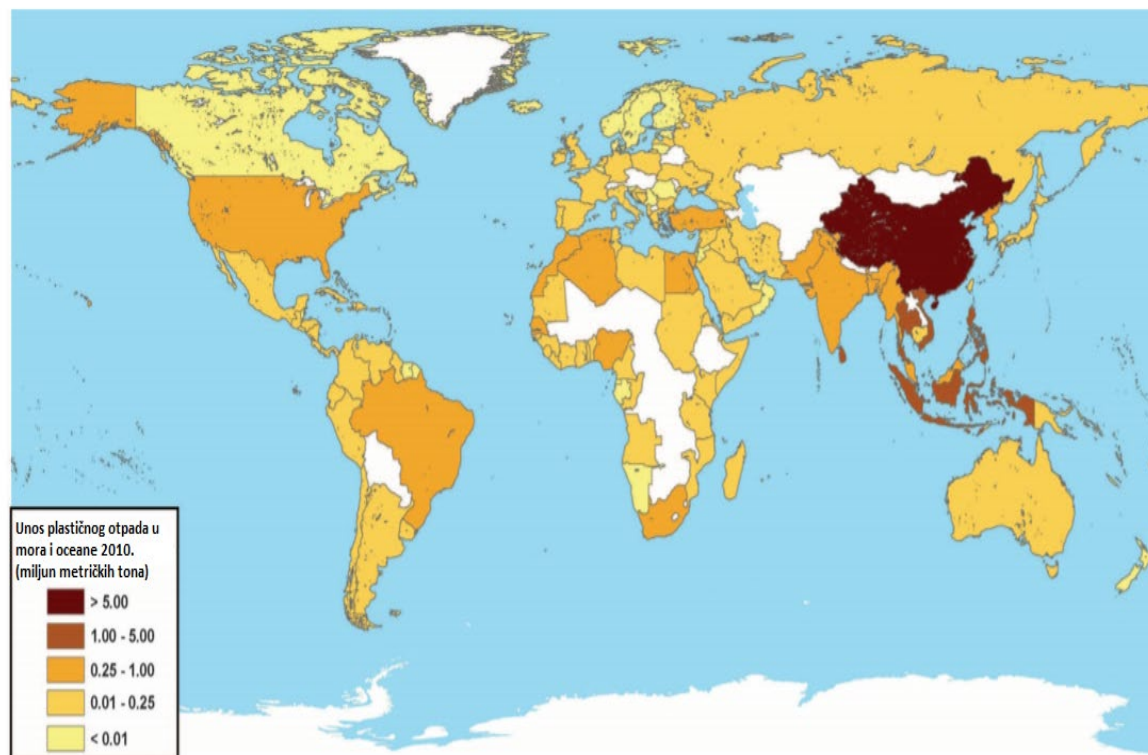 Unos plastičnog otpada u
mora i oceane 2010.
(miljun metričkih tona)
> 5.00
1.00 - 5.00
0.25 - 1.00
0.01 - 0.25
< 0.01